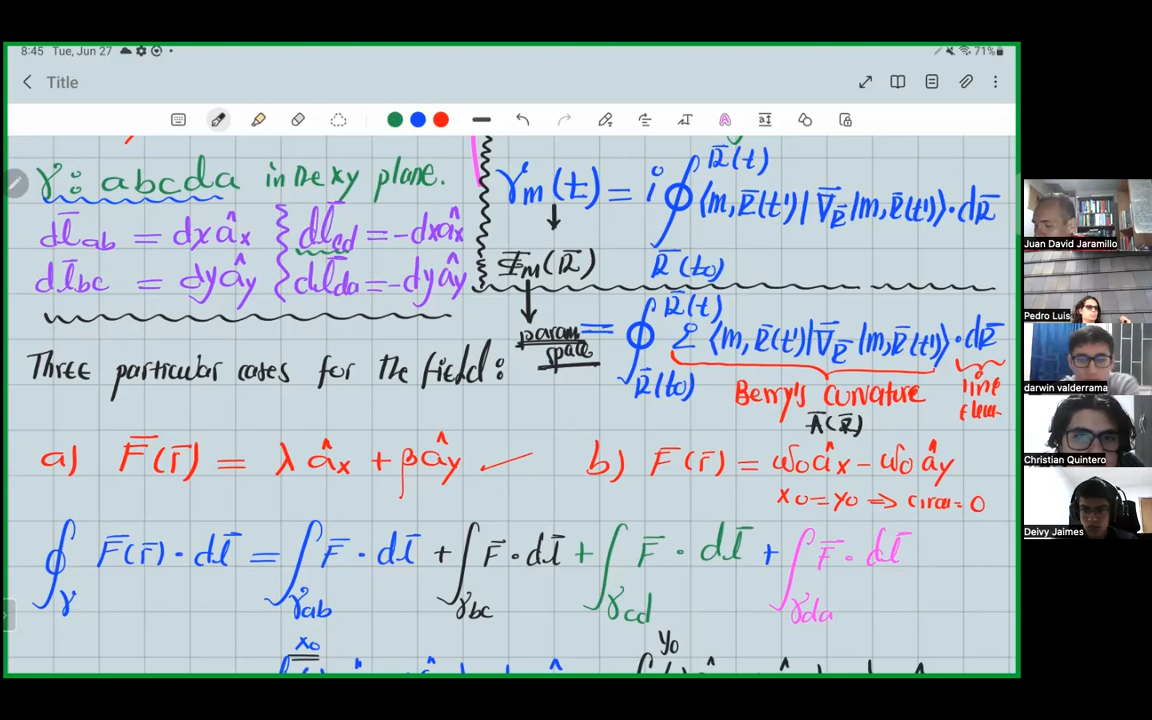 8:45 Tue, Jun 27
71%
Title
γ: abcda in the xy plane.
dl̄ab = dx âx
dl̄cd = -dx âx
dl̄bc = dy ây
dl̄da = -dy ây
γm(t) = i ∮ ⟨m, R̄(t')| ∇̄R̄ |m, R̄(t')⟩ · dR̄
R̄(t)
R̄(t0)
Φm(R̄)
param space
= ∮ ⟨m, R̄(t')| ∇̄R̄ |m, R̄(t')⟩ · dR̄
R̄(t)
R̄(t0)
Berry's curvature
Ā(R̄)
line
Elem
Three particular cases for the field:
a) F̄(r̄) = λ âx + β ây ✓
b) F̄(r̄) = ω0 âx - ω0 ây
x0 = y0 ⇒ circu = 0
∮γ F̄(r̄) · dl̄ = ∫γab F̄ · dl̄ + ∫γbc F̄ · dl̄ + ∫γcd F̄ · dl̄ + ∫γda F̄ · dl̄
x0
y0
Juan David Jaramillo
Pedro Luis
darwin valderrama
Christian Quintero
Deivy Jaimes